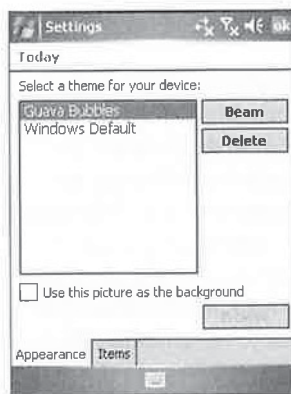 Settings ok
Today
Select a theme for your device:
Guava Bubbles
Windows Default
Beam
Delete
Use this picture as the background
Appearance Items